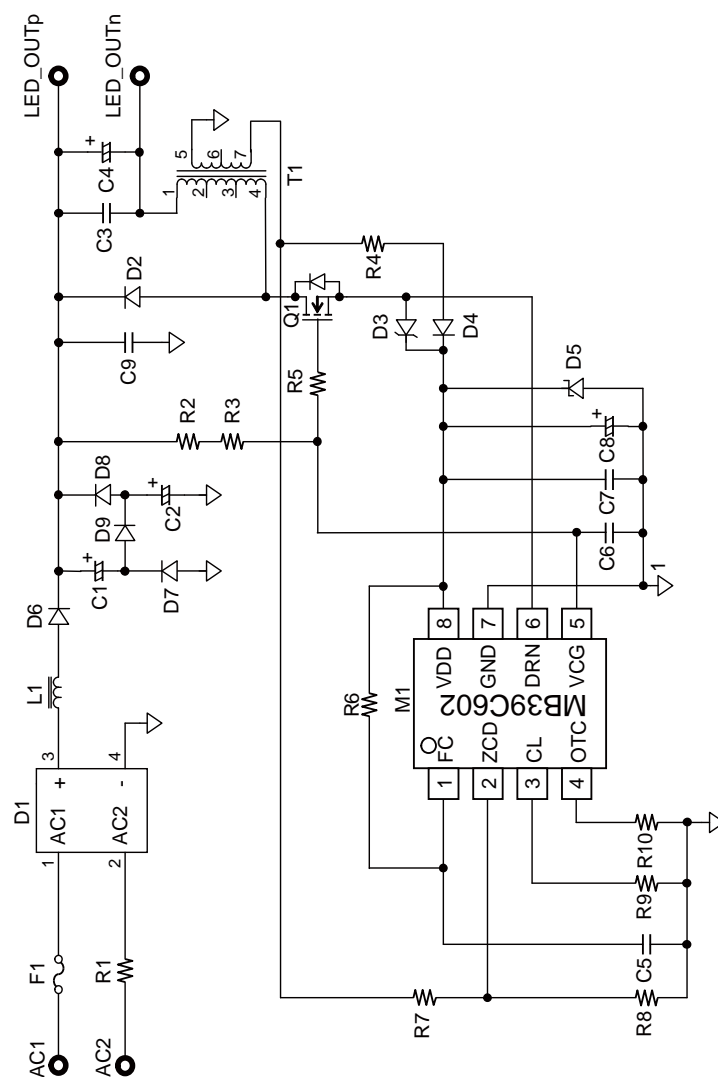 LED_OUTp
LED_OUTn
+
C4
C3
5
6
7
1
2
3
4
T1
D2
Q1
R4
D3
D4
C9
R5
D5
R2
R3
+
C8
D8
D9
+
C2
C7
C6
+
C1
D7
1
D6
L1
R6
M1
8
7
6
5
VDD
GND
DRN
VCG
MB39C602
FC
ZCD
CL
OTC
1
2
3
4
D1
3
4
+
-
AC1
AC2
1
2
R10
R9
C5
F1
R1
R7
R8
AC1
AC2